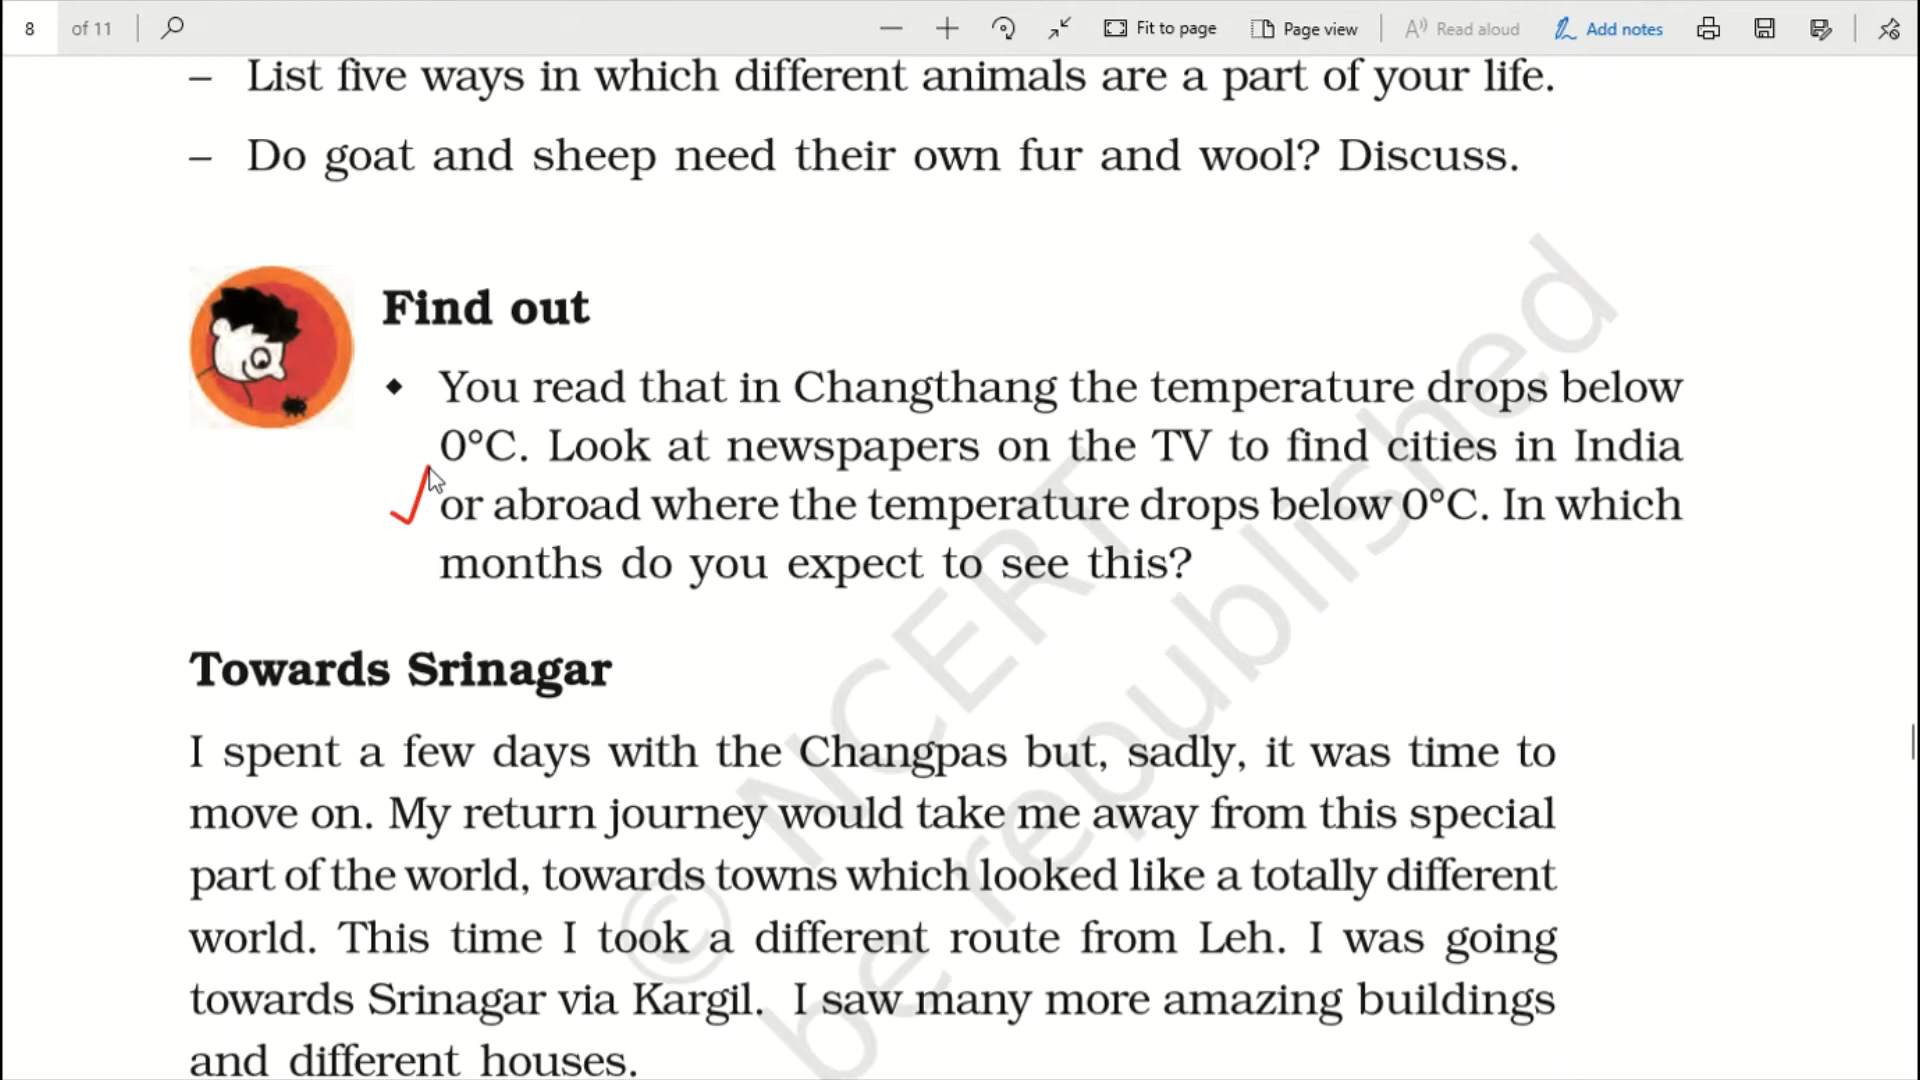 8 of 11 Fit to page Page view Read aloud Add notes
– List five ways in which different animals are a part of your life.
– Do goat and sheep need their own fur and wool? Discuss.
Find out
◆ You read that in Changthang the temperature drops below
0°C. Look at newspapers on the TV to find cities in India
or abroad where the temperature drops below 0°C. In which
months do you expect to see this?
Towards Srinagar
I spent a few days with the Changpas but, sadly, it was time to
move on. My return journey would take me away from this special
part of the world, towards towns which looked like a totally different
world. This time I took a different route from Leh. I was going
towards Srinagar via Kargil. I saw many more amazing buildings
and different houses.
© NCERT
be republished